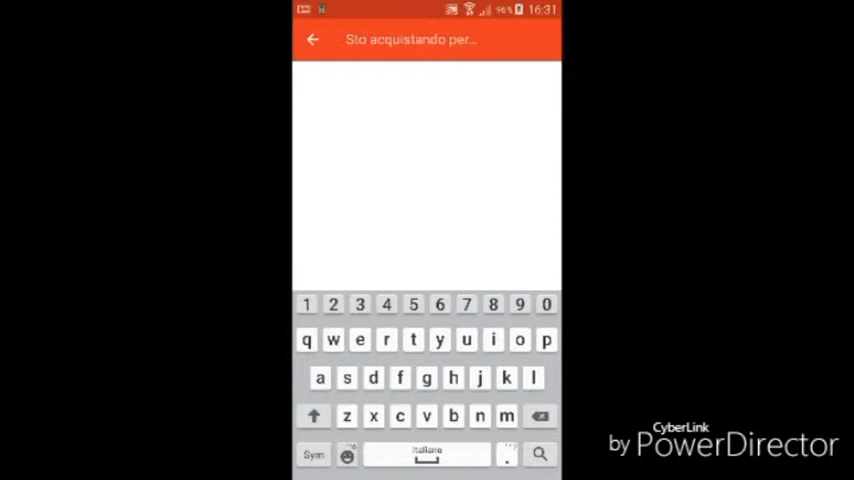 96% 16:31
Sto acquistando per...
1 2 3 4 5 6 7 8 9 0
q w e r t y u i o p
a s d f g h j k l
z x c v b n m
Sym Italiano .
CyberLink
by PowerDirector